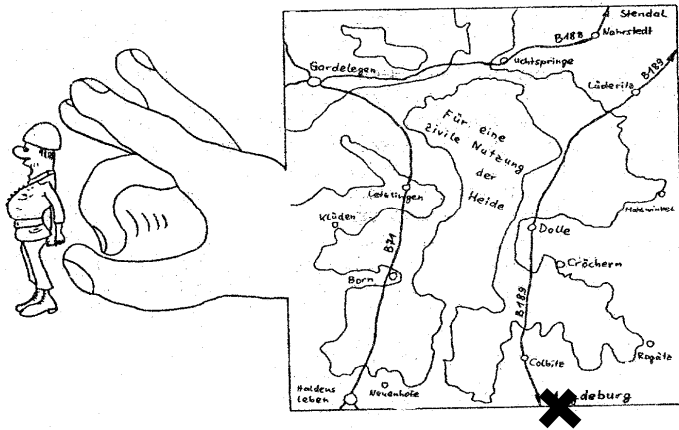 Stendal
B188
Nahrstedt
Uchtspringe
B189
Gardelegen
Lüderitz
Für eine
zivile Nutzung
der
Heide
Letzlingen
Mahlwinkel
Klüden
Dolle
B71
Cröchern
Born
B189
Rogätz
Colbitz
Haldens
leben
Neuenhofe
deburg